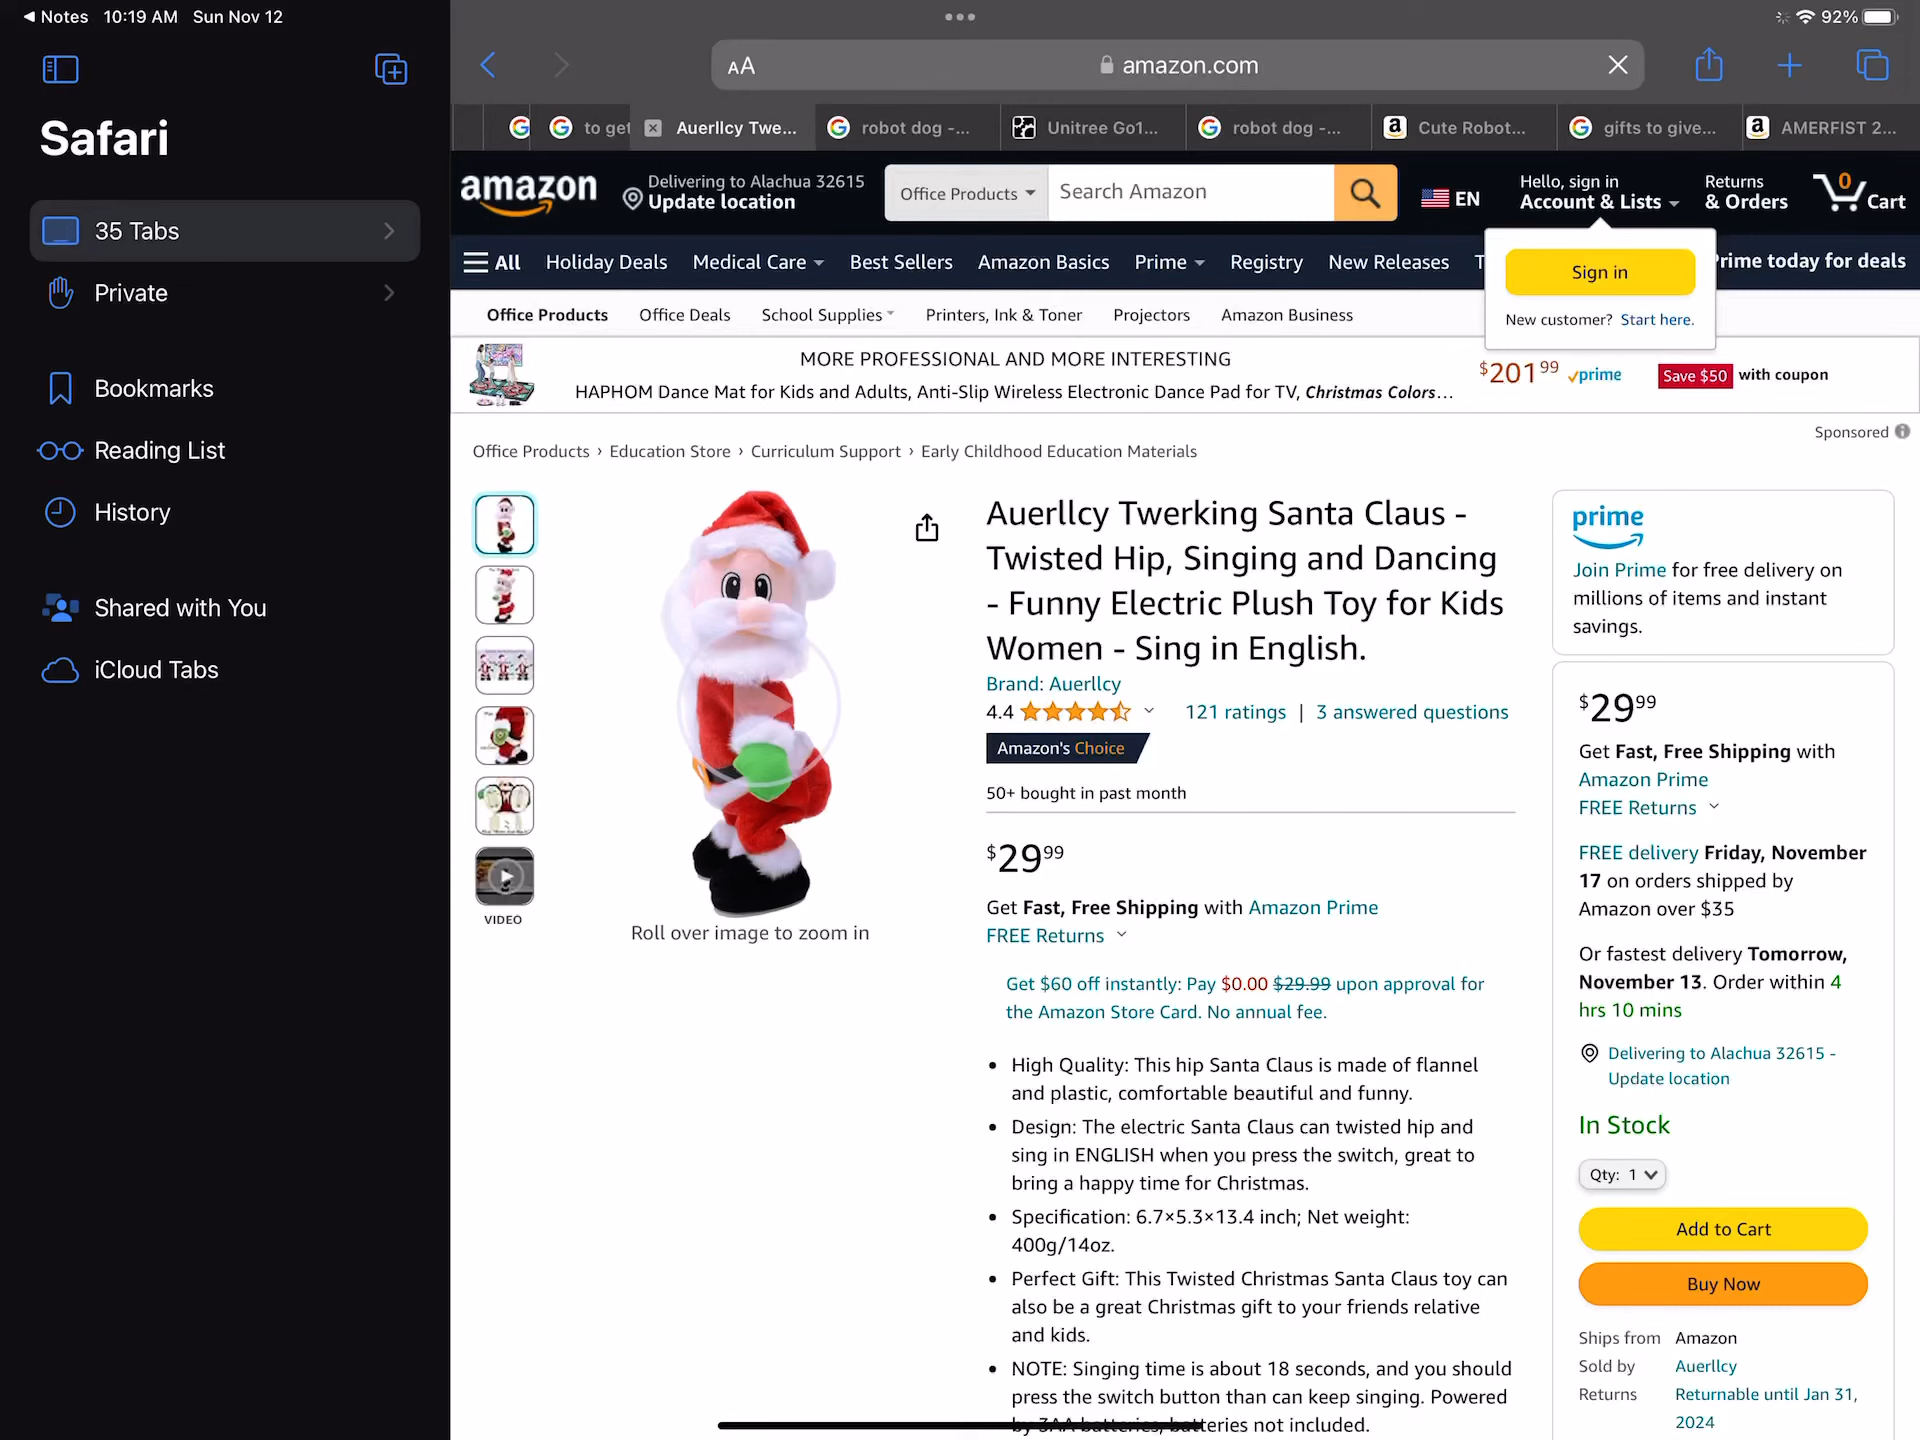 Notes 10:19 AM Sun Nov 12
92%
Safari
35 Tabs
Private
Bookmarks
Reading List
History
Shared with You
iCloud Tabs
AA
amazon.com
to get
Auerllcy Twe...
robot dog -...
Unitree Go1...
robot dog -...
Cute Robot...
gifts to give...
AMERFIST 2...
amazon
Delivering to Alachua 32615
Update location
Office Products
Search Amazon
EN
Hello, sign in
Account & Lists
Returns
& Orders
0
Cart
All
Holiday Deals
Medical Care
Best Sellers
Amazon Basics
Prime
Registry
New Releases
T
Prime today for deals
Sign in
New customer? Start here.
Office Products
Office Deals
School Supplies
Printers, Ink & Toner
Projectors
Amazon Business
MORE PROFESSIONAL AND MORE INTERESTING
HAPHOM Dance Mat for Kids and Adults, Anti-Slip Wireless Electronic Dance Pad for TV, Christmas Colors...
$201 99
prime
Save $50 with coupon
Sponsored
Office Products › Education Store › Curriculum Support › Early Childhood Education Materials
VIDEO
Roll over image to zoom in
Auerllcy Twerking Santa Claus -
Twisted Hip, Singing and Dancing
- Funny Electric Plush Toy for Kids
Women - Sing in English.
Brand: Auerllcy
4.4
121 ratings | 3 answered questions
Amazon's Choice
50+ bought in past month
$29 99
Get Fast, Free Shipping with Amazon Prime
FREE Returns
Get $60 off instantly: Pay $0.00 $29.99 upon approval for
the Amazon Store Card. No annual fee.
• High Quality: This hip Santa Claus is made of flannel
and plastic, comfortable beautiful and funny.
• Design: The electric Santa Claus can twisted hip and
sing in ENGLISH when you press the switch, great to
bring a happy time for Christmas.
• Specification: 6.7×5.3×13.4 inch; Net weight:
400g/14oz.
• Perfect Gift: This Twisted Christmas Santa Claus toy can
also be a great Christmas gift to your friends relative
and kids.
• NOTE: Singing time is about 18 seconds, and you should
press the switch button than can keep singing. Powered
by 3AA batteries, batteries not included.
prime
Join Prime for free delivery on
millions of items and instant
savings.
$29 99
Get Fast, Free Shipping with
Amazon Prime
FREE Returns
FREE delivery Friday, November
17 on orders shipped by
Amazon over $35
Or fastest delivery Tomorrow,
November 13. Order within 4
hrs 10 mins
Delivering to Alachua 32615 -
Update location
In Stock
Qty: 1
Add to Cart
Buy Now
Ships from Amazon
Sold by Auerllcy
Returns Returnable until Jan 31,
2024